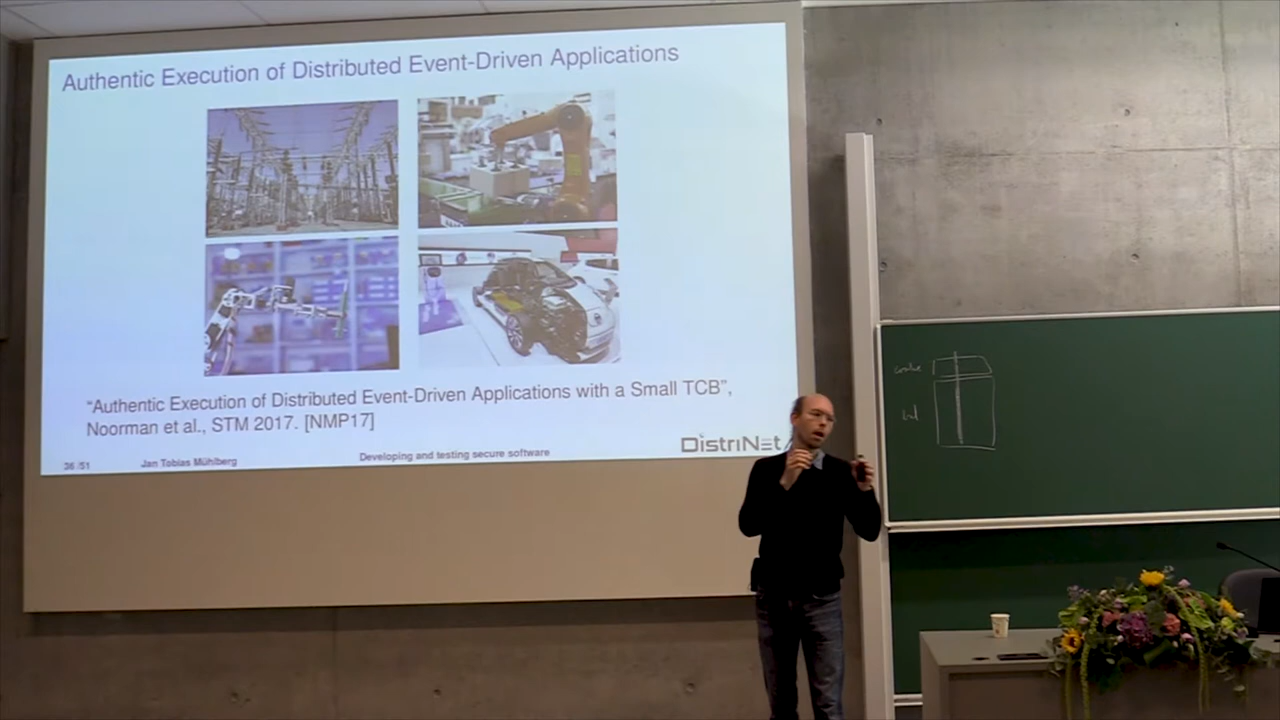 Authentic Execution of Distributed Event-Driven Applications
"Authentic Execution of Distributed Event-Driven Applications with a Small TCB",
Noorman et al., STM 2017. [NMP17]
36 /51 Jan Tobias Mühlberg Developing and testing secure software
DistriNet